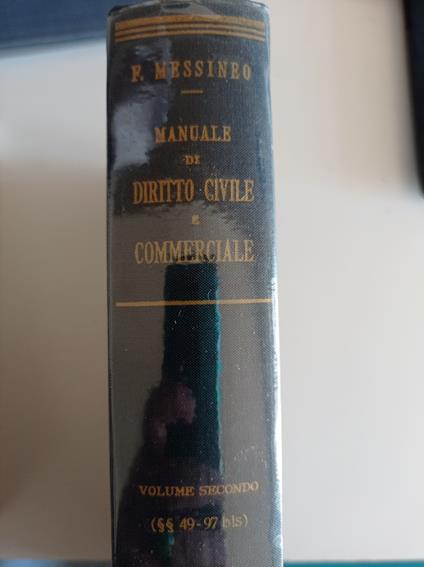 F. MESSINEO
MANUALE
DI
DIRITTO CIVILE
E
COMMERCIALE
VOLUME SECONDO
(§§ 49-97 bis)